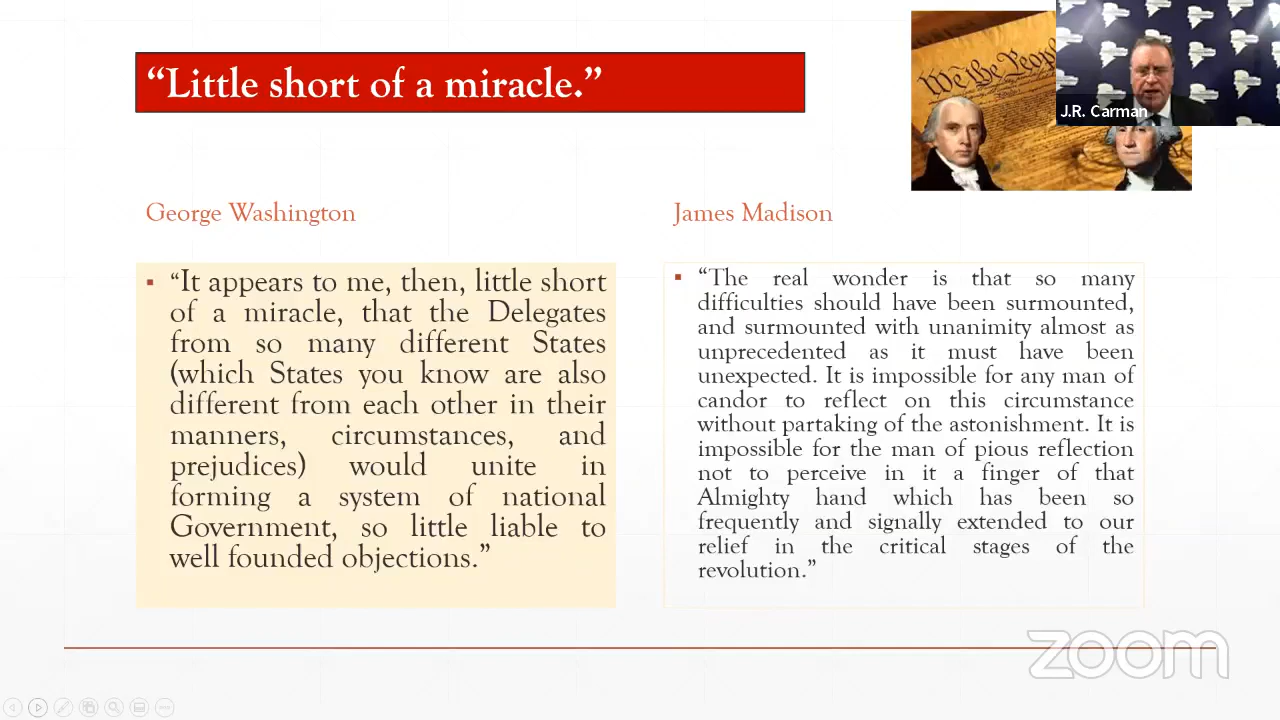 “Little short of a miracle.”
We the People
J.R. Carman
George Washington
James Madison
▪ “It appears to me, then, little short
of a miracle, that the Delegates
from so many different States
(which States you know are also
different from each other in their
manners, circumstances, and
prejudices) would unite in
forming a system of national
Government, so little liable to
well founded objections.”
▪ “The real wonder is that so many
difficulties should have been surmounted,
and surmounted with unanimity almost as
unprecedented as it must have been
unexpected. It is impossible for any man of
candor to reflect on this circumstance
without partaking of the astonishment. It is
impossible for the man of pious reflection
not to perceive in it a finger of that
Almighty hand which has been so
frequently and signally extended to our
relief in the critical stages of the
revolution.”
zoom